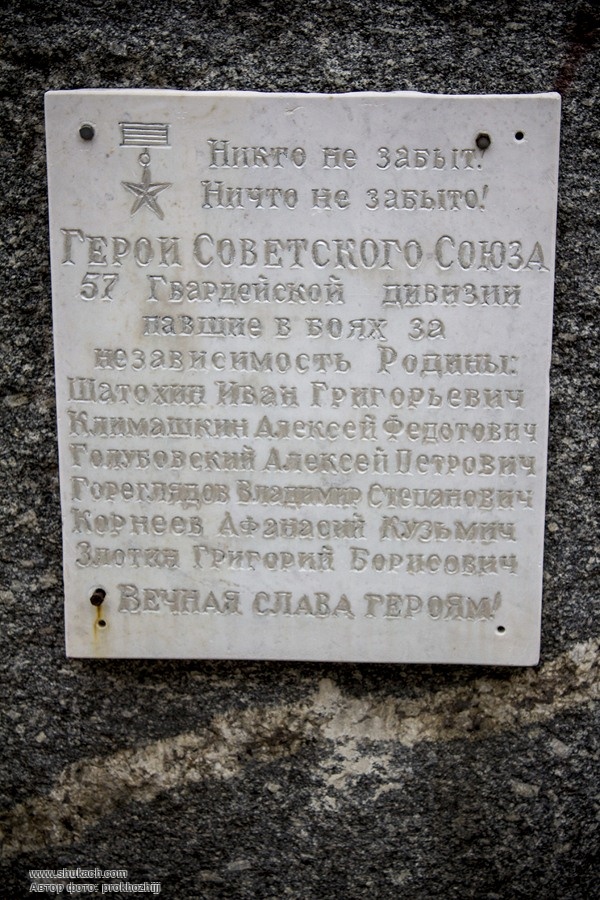 Никто не забыт!
Ничто не забыто!
Герои Советского Союза
57 Гвардейской дивизии
павшие в боях за
независимость Родины:
Шатохин Иван Григорьевич
Климашкин Алексей Федотович
Голубовский Алексей Петрович
Гореглядов Владимир Степанович
Корнеев Афанасий Кузьмич
Злотин Григорий Борисович
Вечная слава героям!
www.shukach.com
Автор фото: prokhozhij